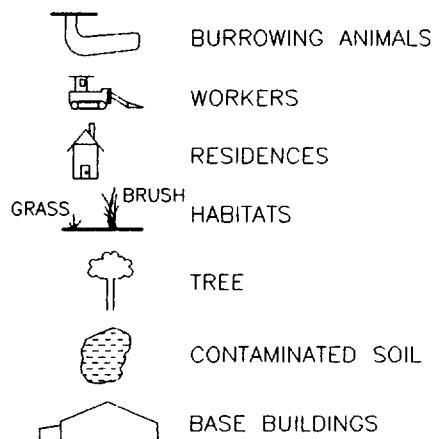 BURROWING ANIMALS
WORKERS
RESIDENCES
GRASS BRUSH HABITATS
TREE
CONTAMINATED SOIL
BASE BUILDINGS